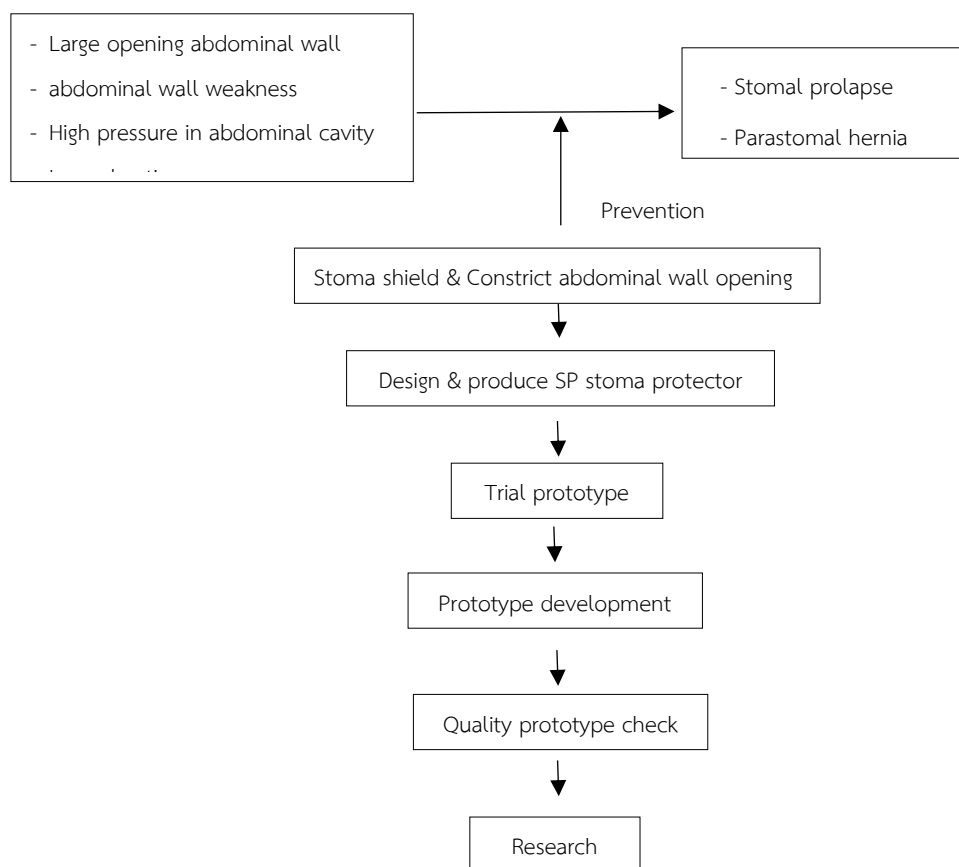 - Large opening abdominal wall
- abdominal wall weakness
- High pressure in abdominal cavity
- Stomal prolapse
- Parastomal hernia
Prevention
Stoma shield & Constrict abdominal wall opening
Design & produce SP stoma protector
Trial prototype
Prototype development
Quality prototype check
Research